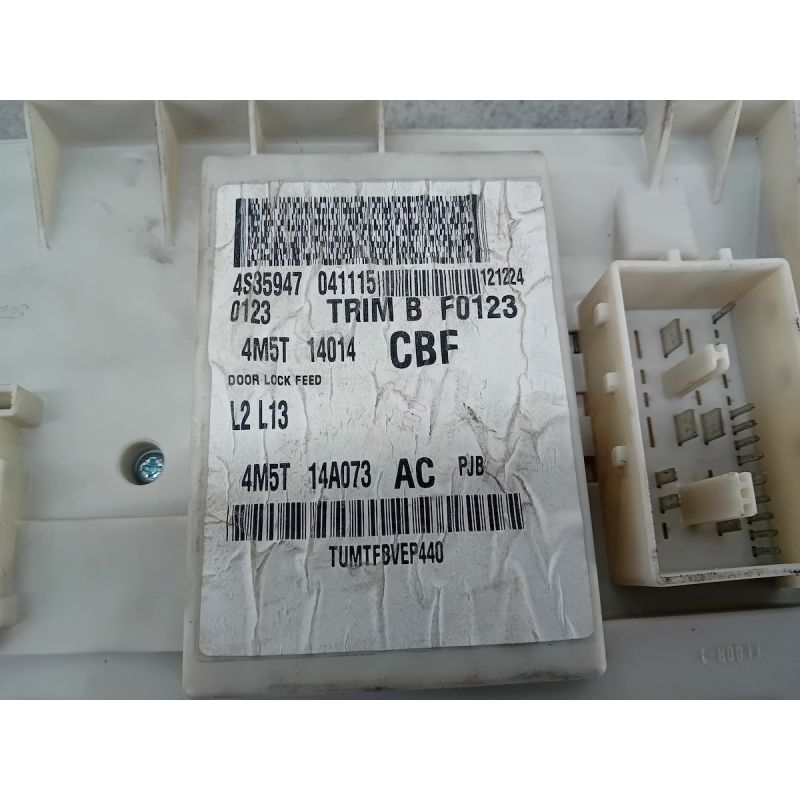 4S35947 041115 121224
0123 TRIM B F0123
4M5T 14014 CBF
DOOR LOCK FEED
L2 L13
4M5T 14A073 AC PJB
TUMTFBVEP440